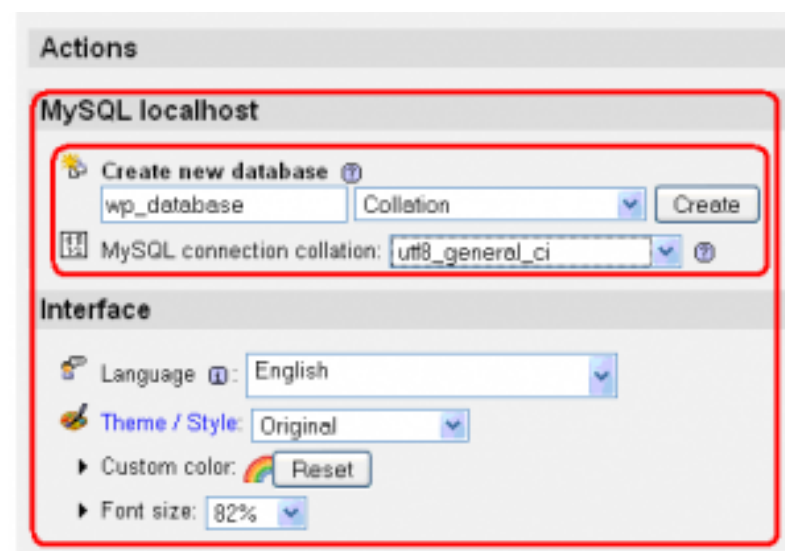 Actions
MySQL localhost
Create new database
wp_database Collation Create
MySQL connection collation: utf8_general_ci
Interface
Language : English
Theme / Style: Original
Custom color: Reset
Font size: 82%